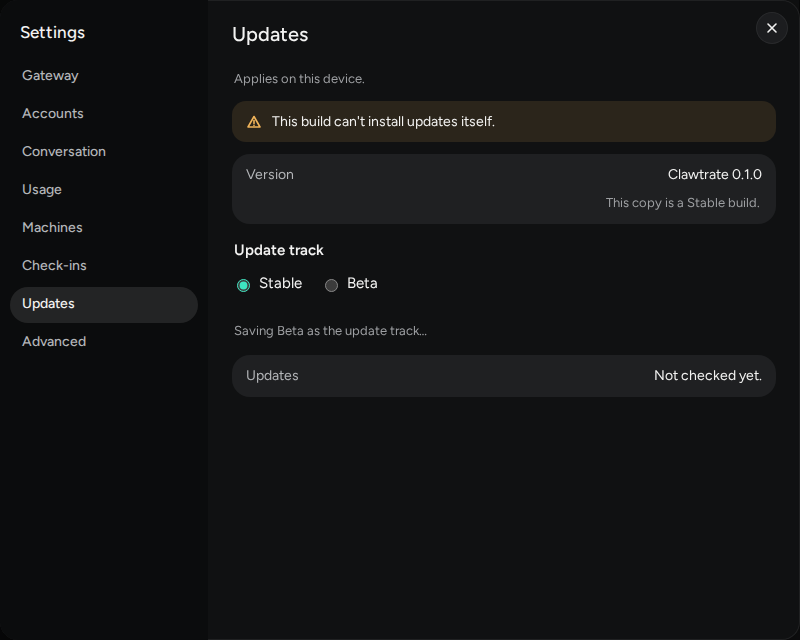 Settings
Gateway
Accounts
Conversation
Usage
Machines
Check-ins
Updates
Advanced
Updates
Applies on this device.
This build can't install updates itself.
Version
Clawtrate 0.1.0
This copy is a Stable build.
Update track
Stable
Beta
Saving Beta as the update track...
Updates
Not checked yet.